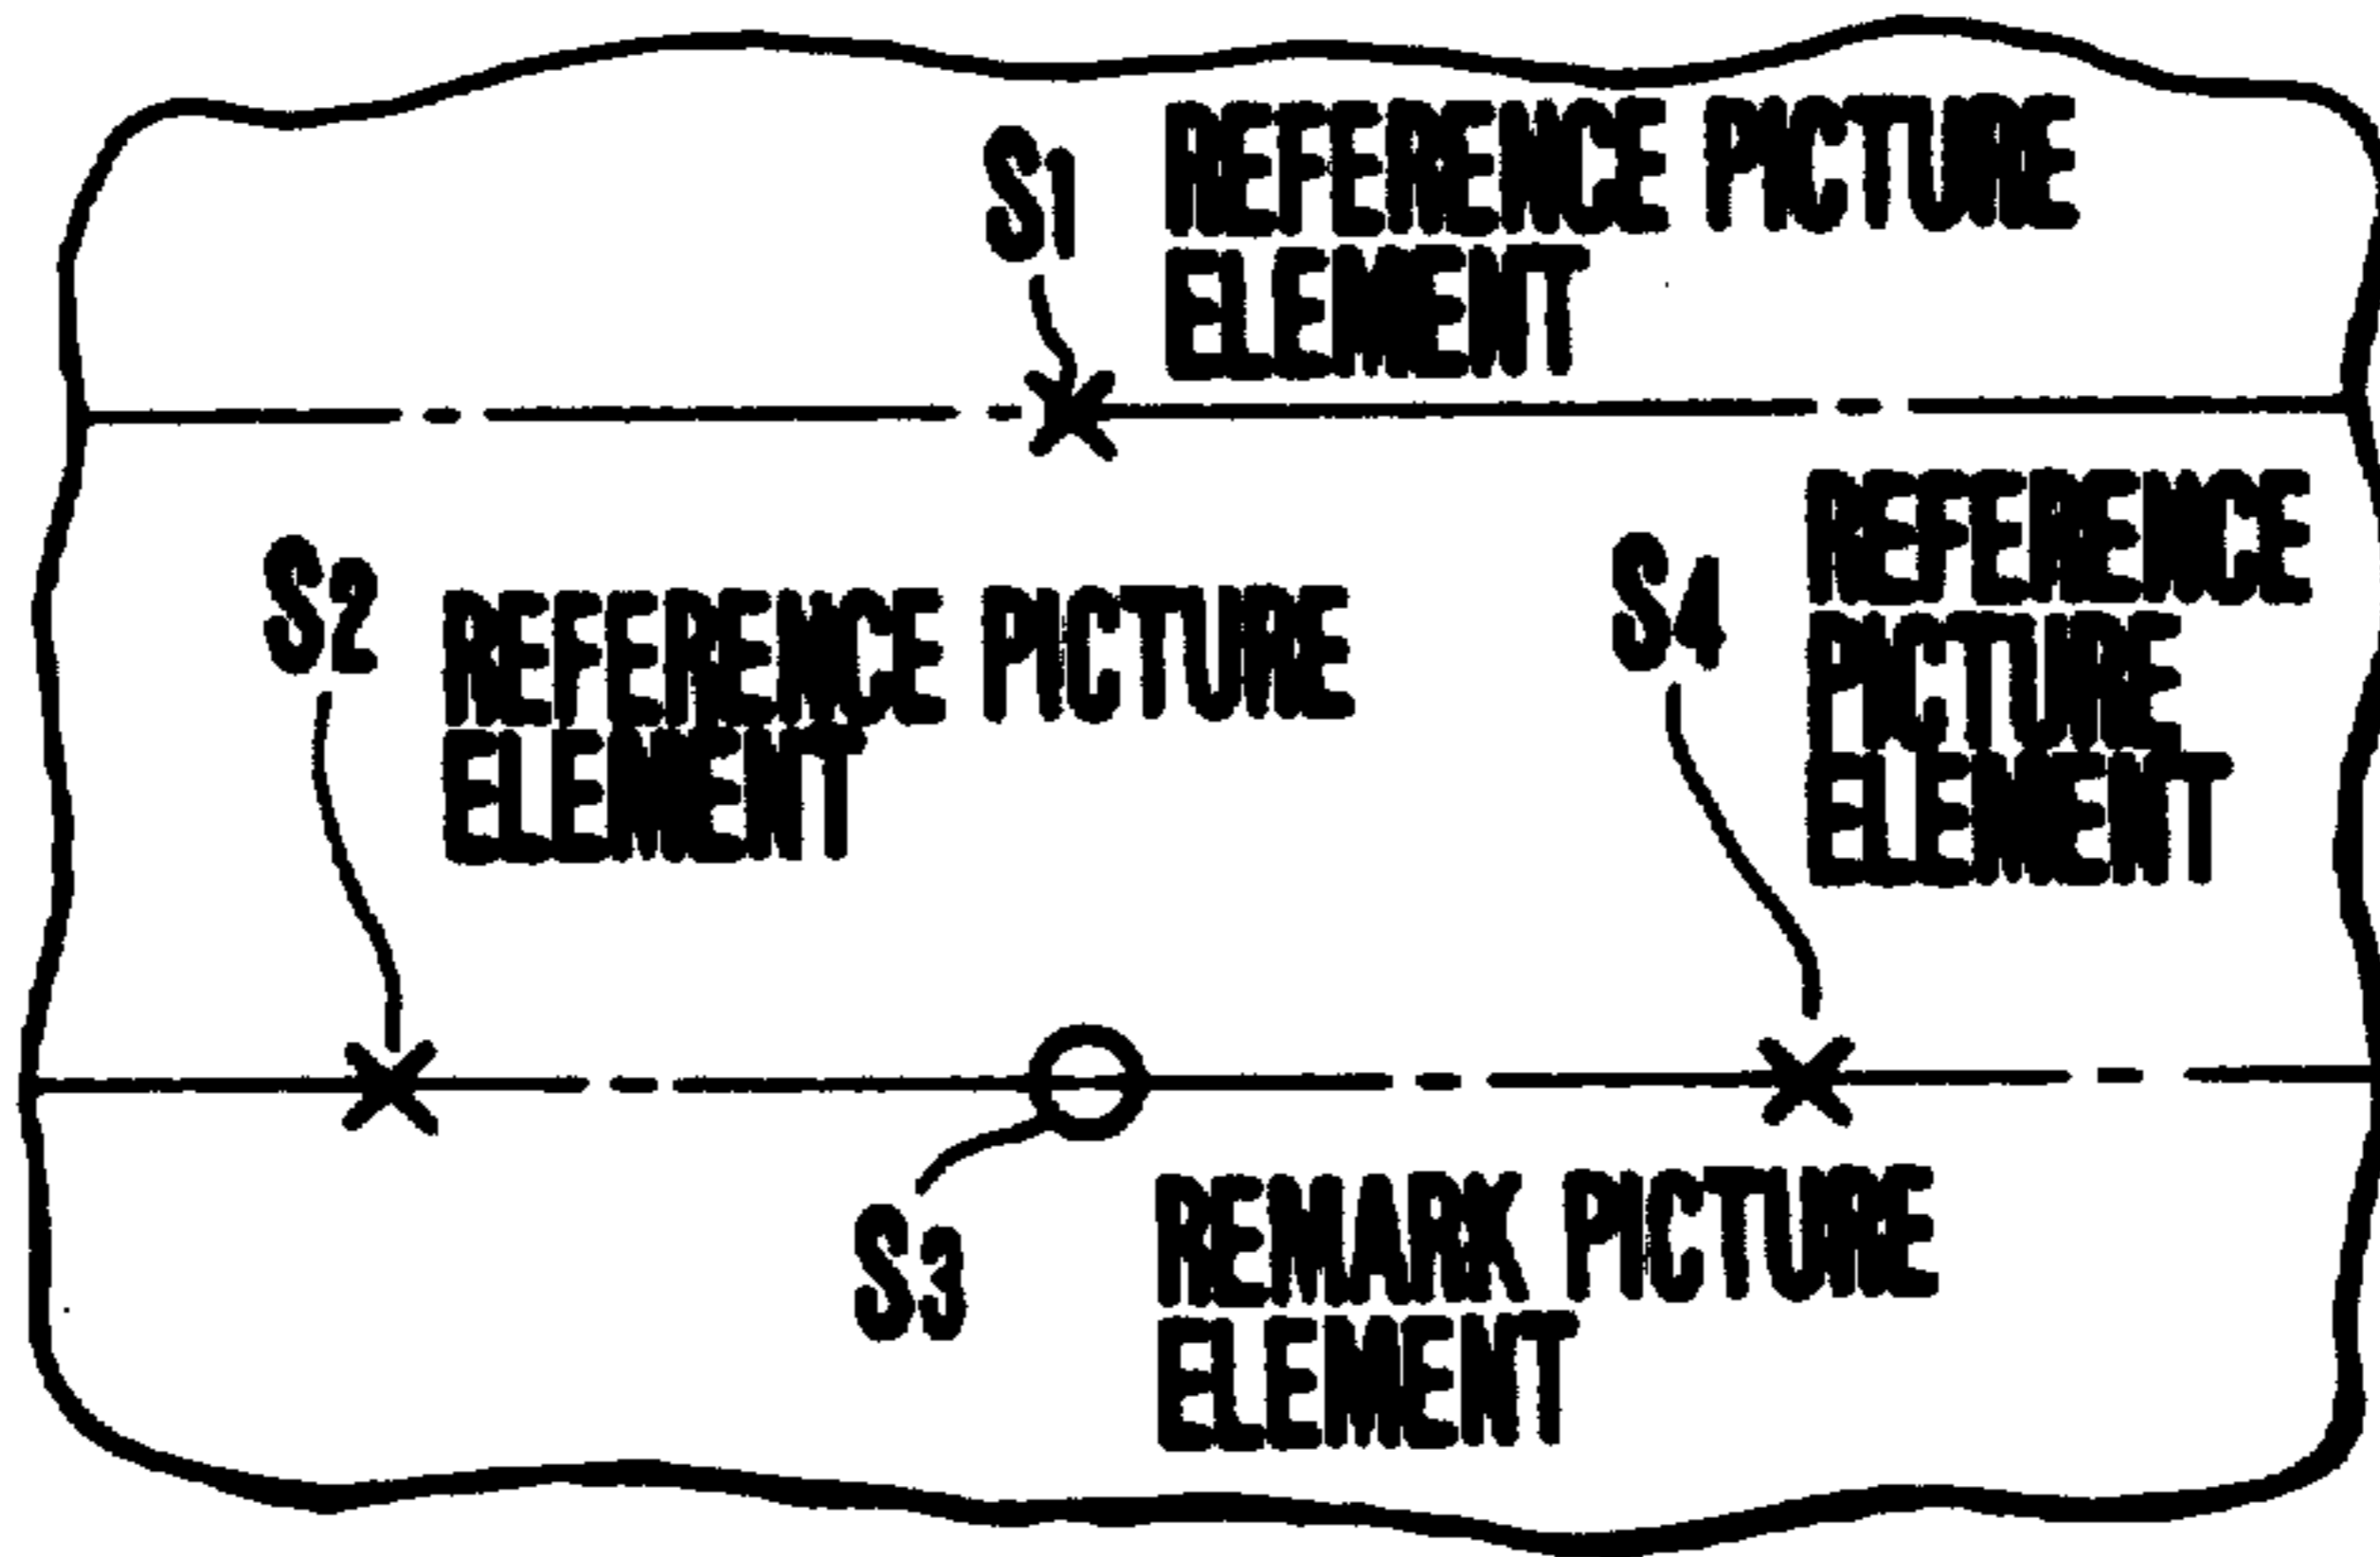 S1 REFERENCE PICTURE
ELEMENT
S2 REFERENCE PICTURE
ELEMENT
S4 REFERENCE
PICTURE
ELEMENT
S3 REMARK PICTURE
ELEMENT